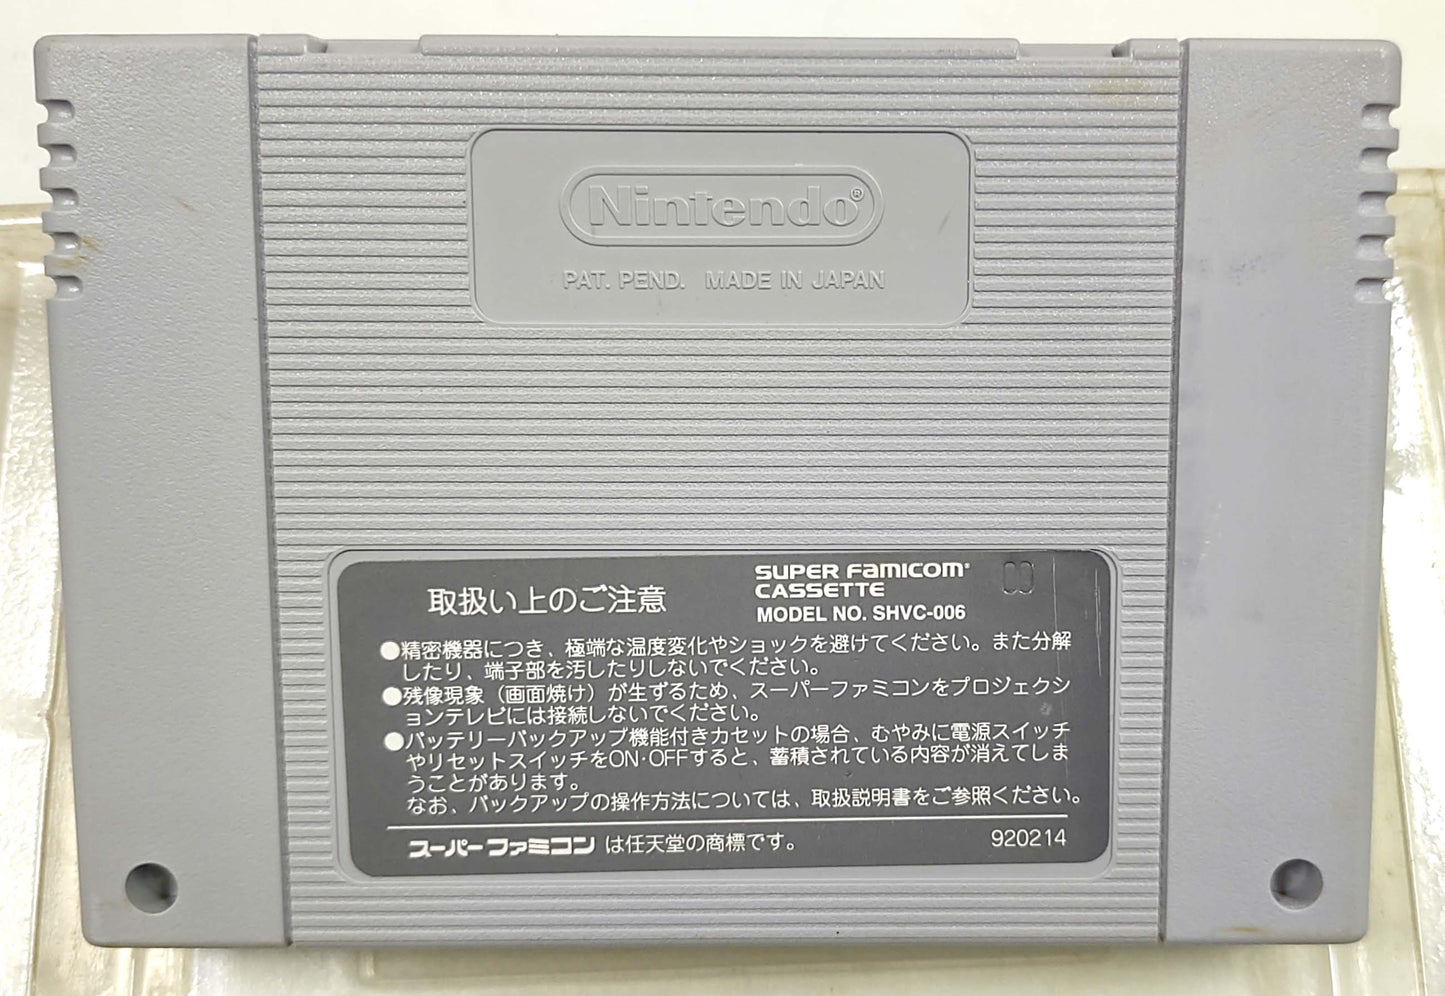 Nintendo®
PAT. PEND. MADE IN JAPAN
取扱い上のご注意
SUPER FAMICOM®
CASSETTE
MODEL NO. SHVC-006
●精密機器につき、極端な温度変化やショックを避けてください。また分解
したり、端子部を汚したりしないでください。
●残像現象（画面焼け）が生ずるため、スーパーファミコンをプロジェクシ
ョンテレビには接続しないでください。
●バッテリーバックアップ機能付きカセットの場合、むやみに電源スイッチ
やリセットスイッチをON・OFFすると、蓄積されている内容が消えてしま
うことがあります。
なお、バックアップの操作方法については、取扱説明書をご参照ください。
スーパーファミコン は任天堂の商標です。
920214